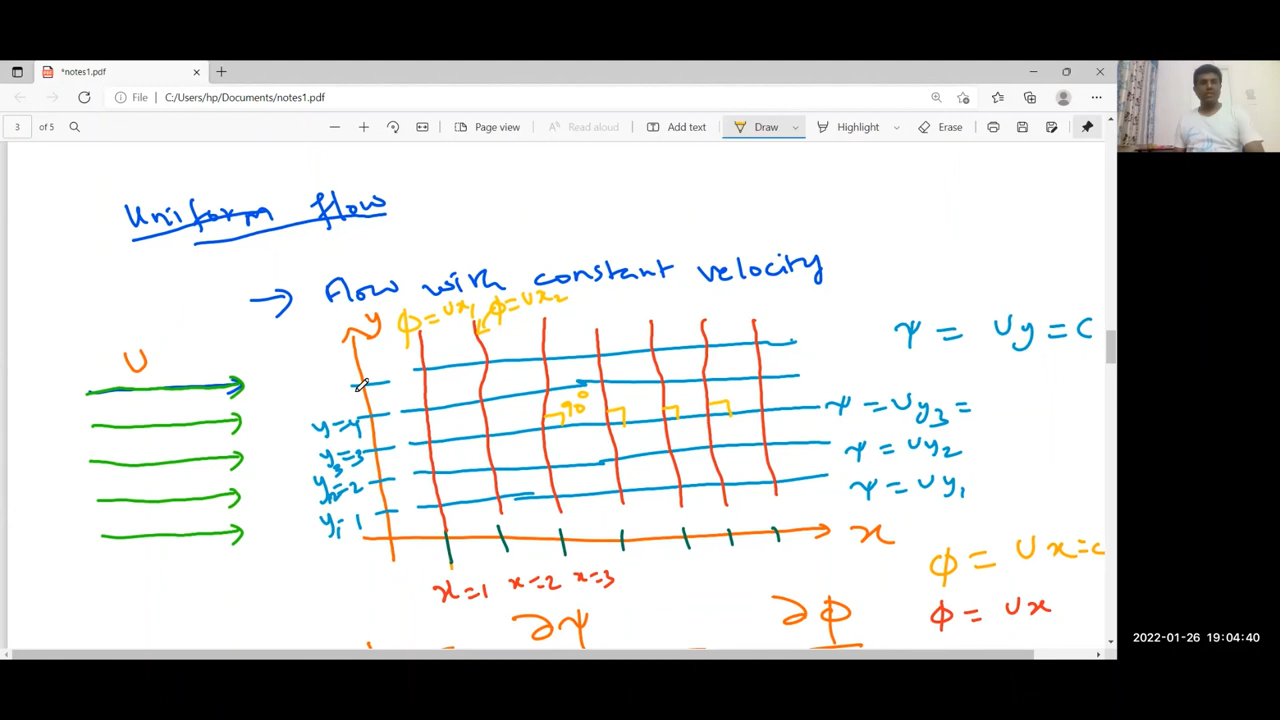 *notes1.pdf
File C:/Users/hp/Documents/notes1.pdf
3 of 5 Page view Read aloud Add text Draw Highlight Erase
Uniform flow
→ Flow with constant velocity
y ϕ = Ux₁ ϕ = Ux₂
U
ψ = Uy = C
90°
y=4
ψ = Uy₃ =
y₃=3
ψ = Uy₂
y₂=2
ψ = Uy₁
y₁=1
x
x=1 x=2 x=3
ϕ = Ux=C
ϕ = Ux
∂ψ ∂ϕ
2022-01-26 19:04:40